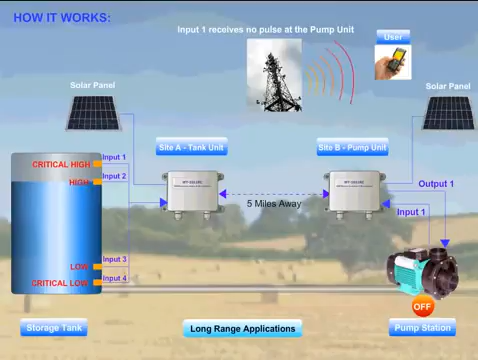 HOW IT WORKS:
Input 1 receives no pulse at the Pump Unit
User
Solar Panel
Solar Panel
Site A - Tank Unit
Site B - Pump Unit
Input 1
CRITICAL HIGH
Input 2
HIGH
Output 1
5 Miles Away
Input 1
Input 3
LOW
Input 4
CRITICAL LOW
OFF
Storage Tank
Long Range Applications
Pump Station